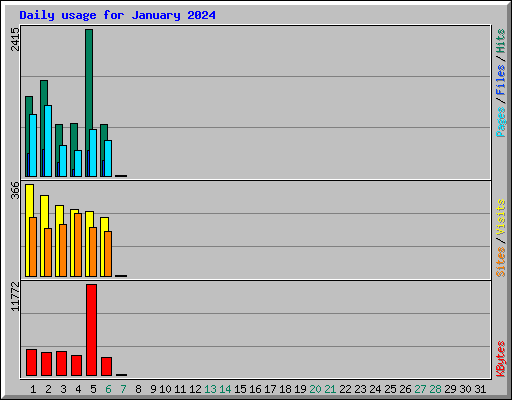 Daily usage for January 2024
2415
366
11772
Pages / Files / Hits
Sites / Visits
KBytes
1 2 3 4 5 6 7 8 9 10 11 12 13 14 15 16 17 18 19 20 21 22 23 24 25 26 27 28 29 30 31